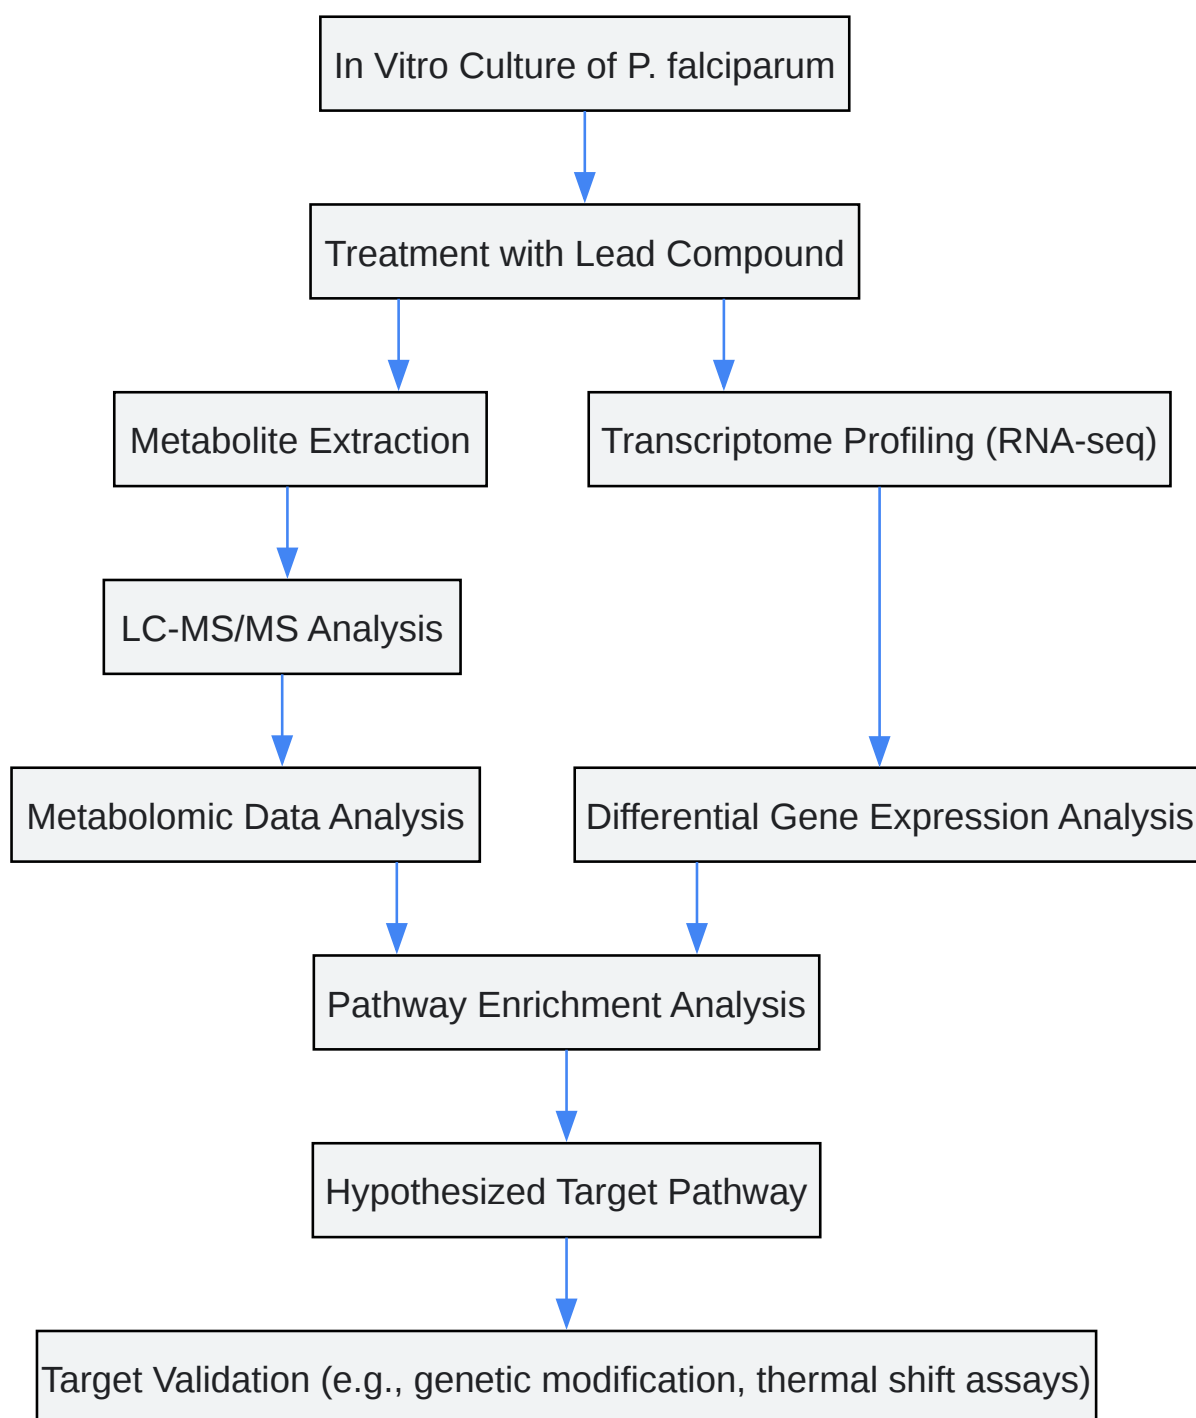 In Vitro Culture of P. falciparum
Treatment with Lead Compound
Metabolite Extraction
Transcriptome Profiling (RNA-seq)
LC-MS/MS Analysis
Metabolomic Data Analysis
Differential Gene Expression Analysis
Pathway Enrichment Analysis
Hypothesized Target Pathway
Target Validation (e.g., genetic modification, thermal shift assays)